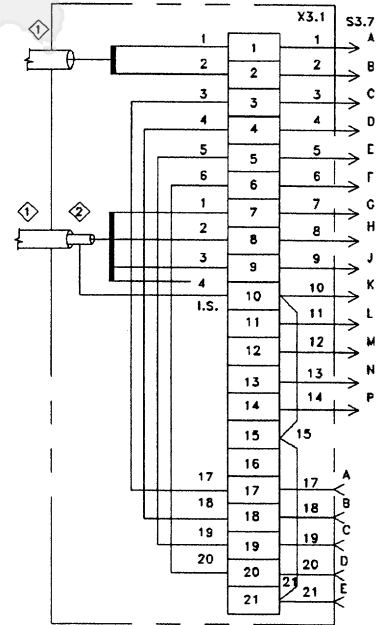 X3.1 S3.7
1
1 1 1 A
2 2 2 B
3 3 3 C
4 4 4 D
5 5 5 E
6 6 6 F
1 2 1 7 7 G
2 8 8 H
3 9 9 J
4 10 10 K
I.S. 11 11 L
12 12 M
13 13 N
14 14 P
15 15
16
17 17 17 A
18 18 18 B
19 19 19 C
20 20 20 D
21 21 21 E